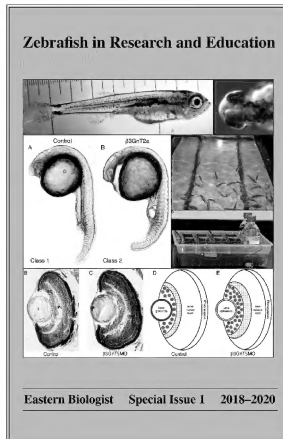 Zebrafish in Research and Education
Control
β3GnT2a
A
B
Class 1
Class 2
B
C
D
E
Control
β3GnT5MO
Control
β3GnT5MO
Eastern Biologist Special Issue 1 2018–2020